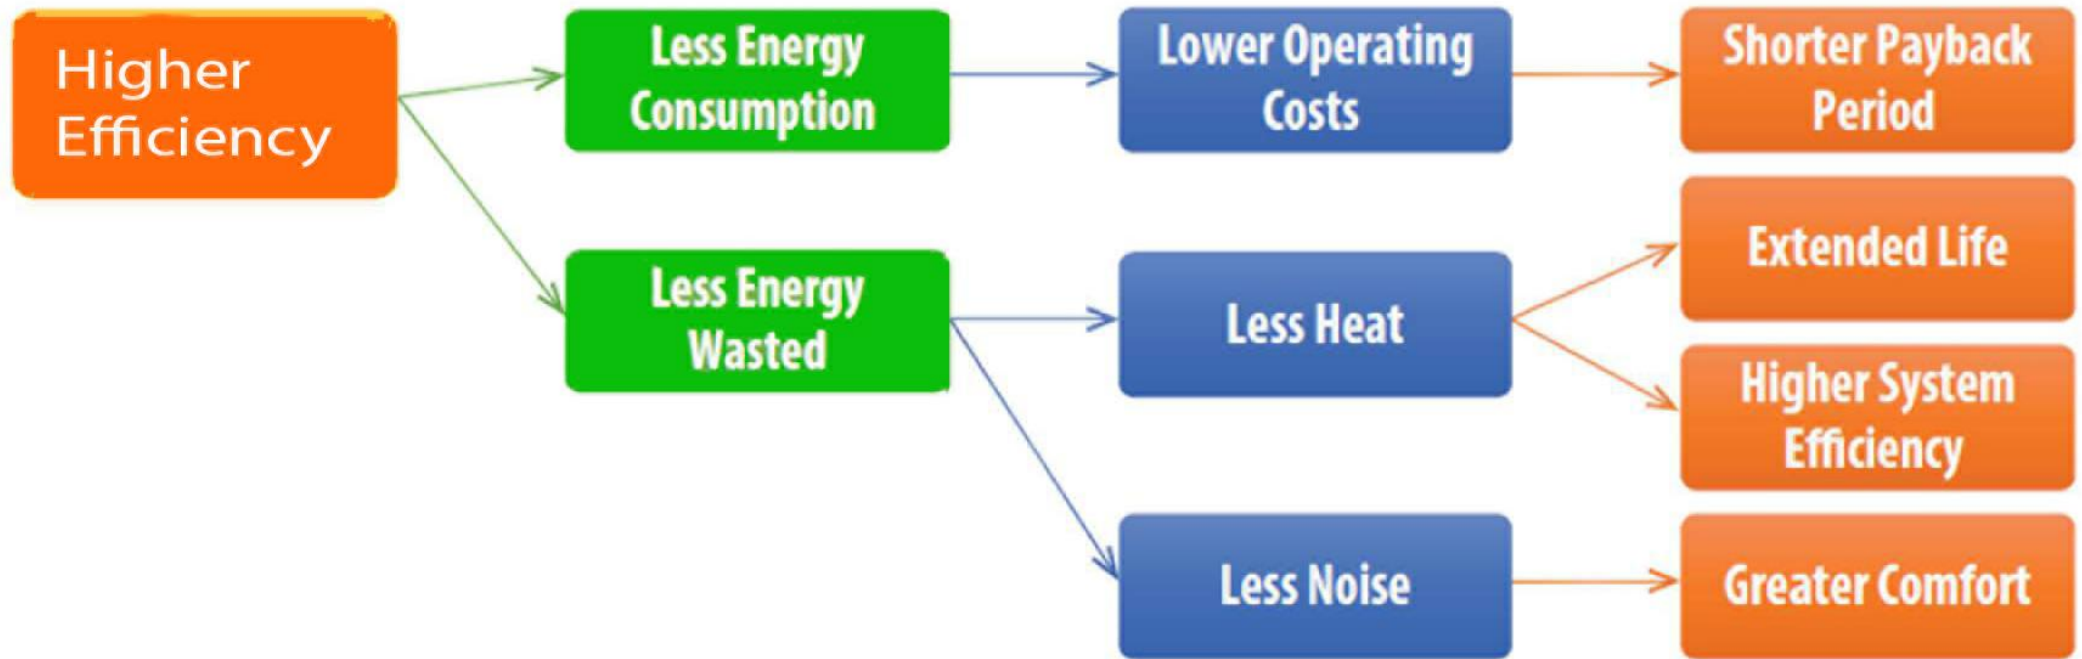 Higher
Efficiency
Less Energy
Consumption
Lower Operating
Costs
Shorter Payback
Period
Less Energy
Wasted
Less Heat
Extended Life
Higher System
Efficiency
Less Noise
Greater Comfort